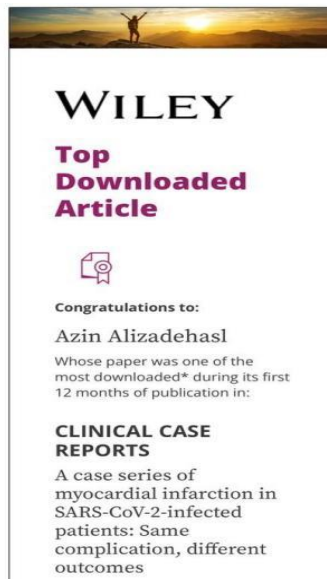 WILEY
Top
Downloaded
Article
Congratulations to:
Azin Alizadehasl
Whose paper was one of the
most downloaded* during its first
12 months of publication in:
CLINICAL CASE
REPORTS
A case series of
myocardial infarction in
SARS-CoV-2-infected
patients: Same
complication, different
outcomes